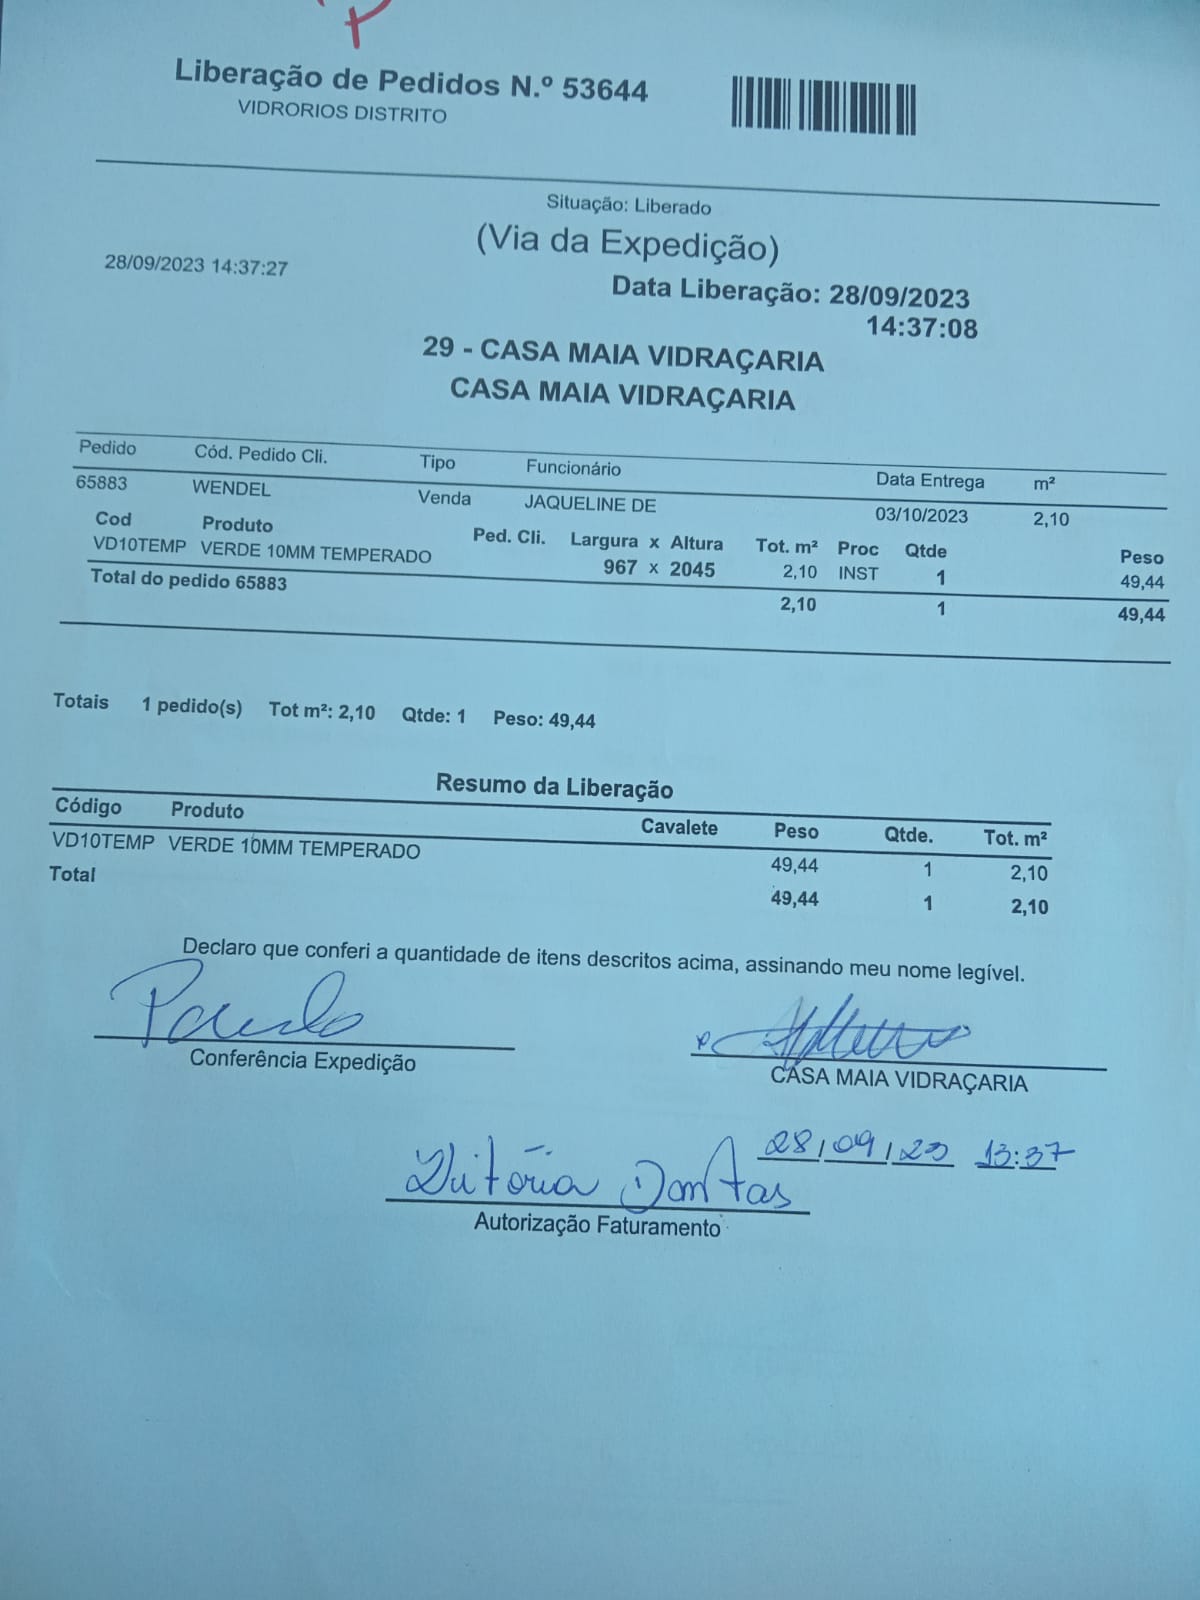 P
Liberação de Pedidos N.º 53644
VIDRORIOS DISTRITO
Situação: Liberado
(Via da Expedição)
28/09/2023 14:37:27
Data Liberação: 28/09/2023
14:37:08
29 - CASA MAIA VIDRAÇARIA
CASA MAIA VIDRAÇARIA
Pedido Cód. Pedido Cli. Tipo Funcionário Data Entrega m²
65883 WENDEL Venda JAQUELINE DE 03/10/2023 2,10
Cod Produto Ped. Cli. Largura x Altura Tot. m² Proc Qtde Peso
VD10TEMP VERDE 10MM TEMPERADO 967 x 2045 2,10 INST 1 49,44
Total do pedido 65883 2,10 1 49,44
Totais 1 pedido(s) Tot m²: 2,10 Qtde: 1 Peso: 49,44
Resumo da Liberação
Código Produto Cavalete Peso Qtde. Tot. m²
VD10TEMP VERDE 10MM TEMPERADO 49,44 1 2,10
Total 49,44 1 2,10
Declaro que conferi a quantidade de itens descritos acima, assinando meu nome legível.
Paulo
Conferência Expedição
CASA MAIA VIDRAÇARIA
28/09/23 13:37
Vitória Dantas
Autorização Faturamento